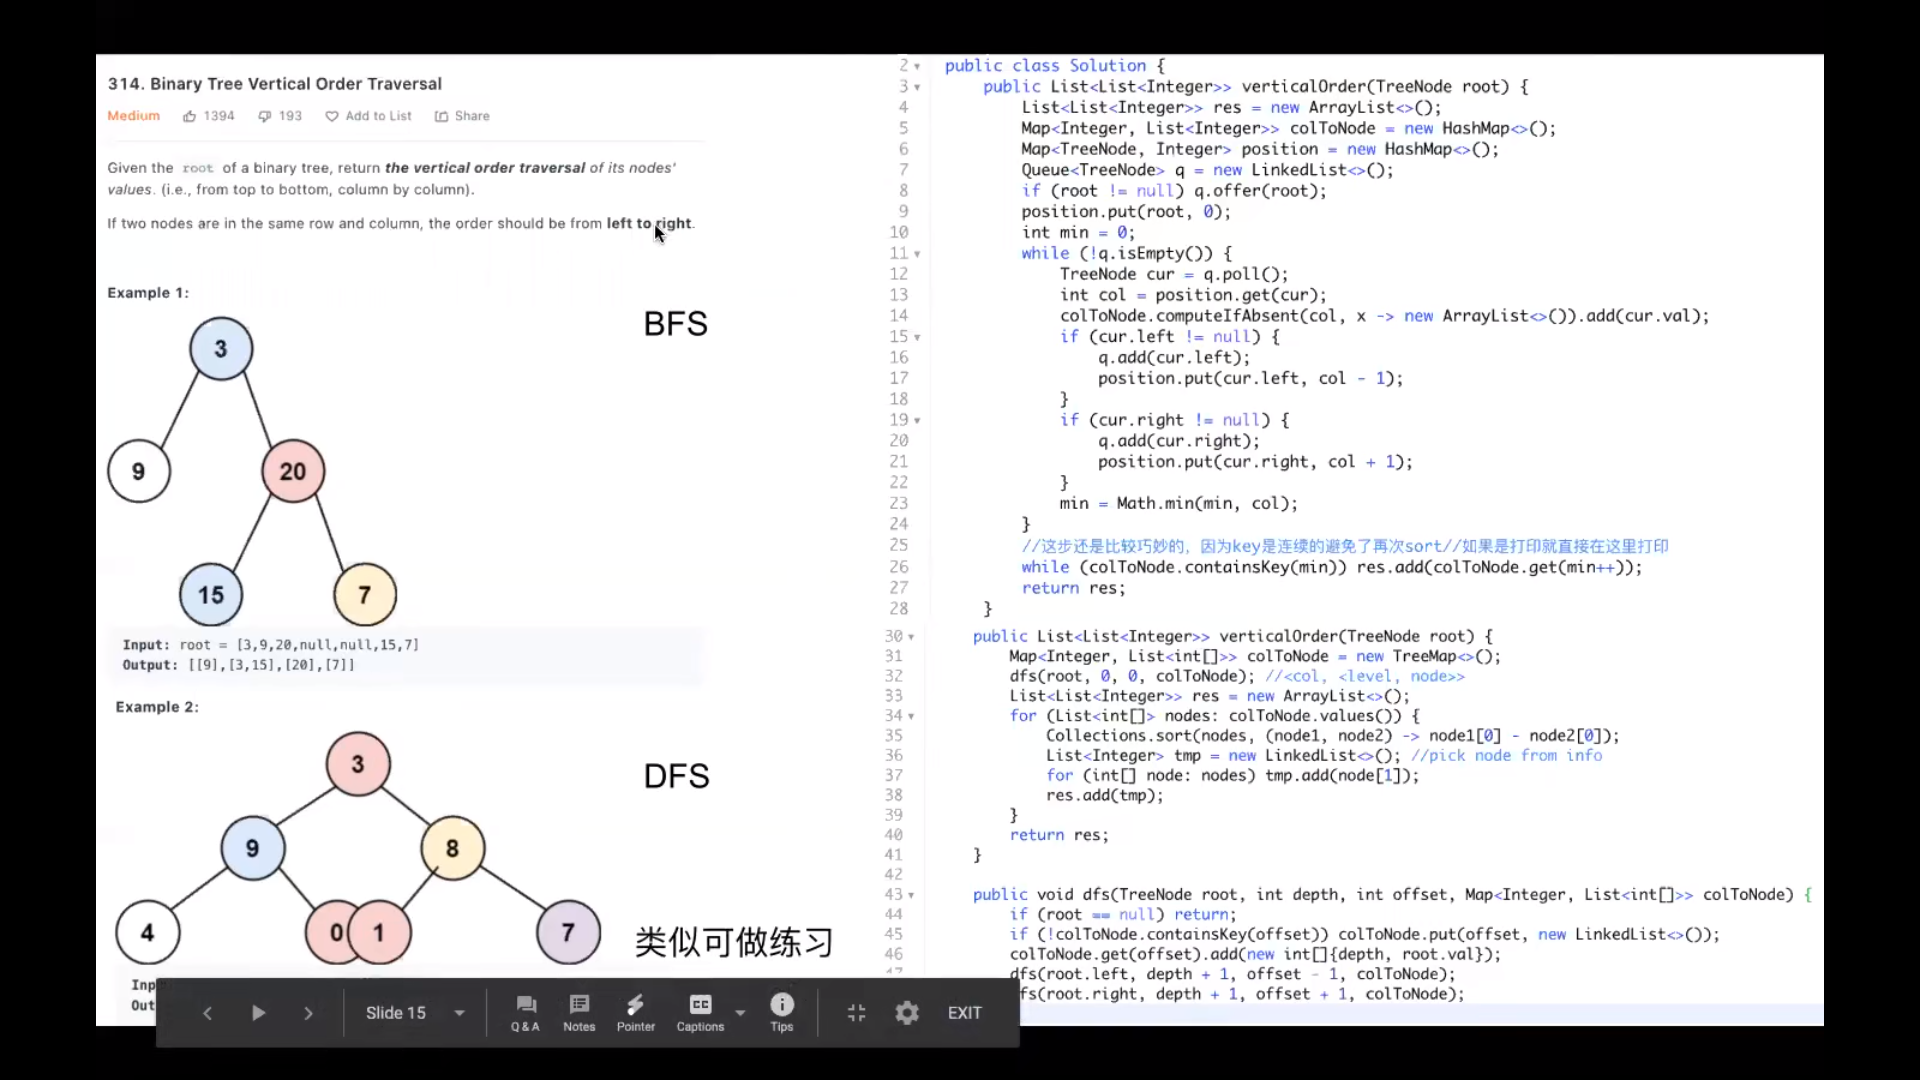 314. Binary Tree Vertical Order Traversal
Medium 1394 193 Add to List Share
Given the root of a binary tree, return the vertical order traversal of its nodes'
values. (i.e., from top to bottom, column by column).
If two nodes are in the same row and column, the order should be from left to right.
Example 1:
BFS
3
9 20
15 7
Input: root = [3,9,20,null,null,15,7]
Output: [[9],[3,15],[20],[7]]
Example 2:
3
DFS
9 8
4 0 1 7
类似可做练习
Inp
Out
2 public class Solution {
3 public List<List<Integer>> verticalOrder(TreeNode root) {
4 List<List<Integer>> res = new ArrayList<>();
5 Map<Integer, List<Integer>> colToNode = new HashMap<>();
6 Map<TreeNode, Integer> position = new HashMap<>();
7 Queue<TreeNode> q = new LinkedList<>();
8 if (root != null) q.offer(root);
9 position.put(root, 0);
10 int min = 0;
11 while (!q.isEmpty()) {
12 TreeNode cur = q.poll();
13 int col = position.get(cur);
14 colToNode.computeIfAbsent(col, x -> new ArrayList<>()).add(cur.val);
15 if (cur.left != null) {
16 q.add(cur.left);
17 position.put(cur.left, col - 1);
18 }
19 if (cur.right != null) {
20 q.add(cur.right);
21 position.put(cur.right, col + 1);
22 }
23 min = Math.min(min, col);
24 }
25 //这步还是比较巧妙的，因为key是连续的避免了再次sort//如果是打印就直接在这里打印
26 while (colToNode.containsKey(min)) res.add(colToNode.get(min++));
27 return res;
28 }
30 public List<List<Integer>> verticalOrder(TreeNode root) {
31 Map<Integer, List<int[]>> colToNode = new TreeMap<>();
32 dfs(root, 0, 0, colToNode); //<col, <level, node>>
33 List<List<Integer>> res = new ArrayList<>();
34 for (List<int[]> nodes: colToNode.values()) {
35 Collections.sort(nodes, (node1, node2) -> node1[0] - node2[0]);
36 List<Integer> tmp = new LinkedList<>(); //pick node from info
37 for (int[] node: nodes) tmp.add(node[1]);
38 res.add(tmp);
39 }
40 return res;
41 }
42
43 public void dfs(TreeNode root, int depth, int offset, Map<Integer, List<int[]>> colToNode) {
44 if (root == null) return;
45 if (!colToNode.containsKey(offset)) colToNode.put(offset, new LinkedList<>());
46 colToNode.get(offset).add(new int[]{depth, root.val});
47 dfs(root.left, depth + 1, offset - 1, colToNode);
fs(root.right, depth + 1, offset + 1, colToNode);
Slide 15 Q & A Notes Pointer Captions Tips EXIT